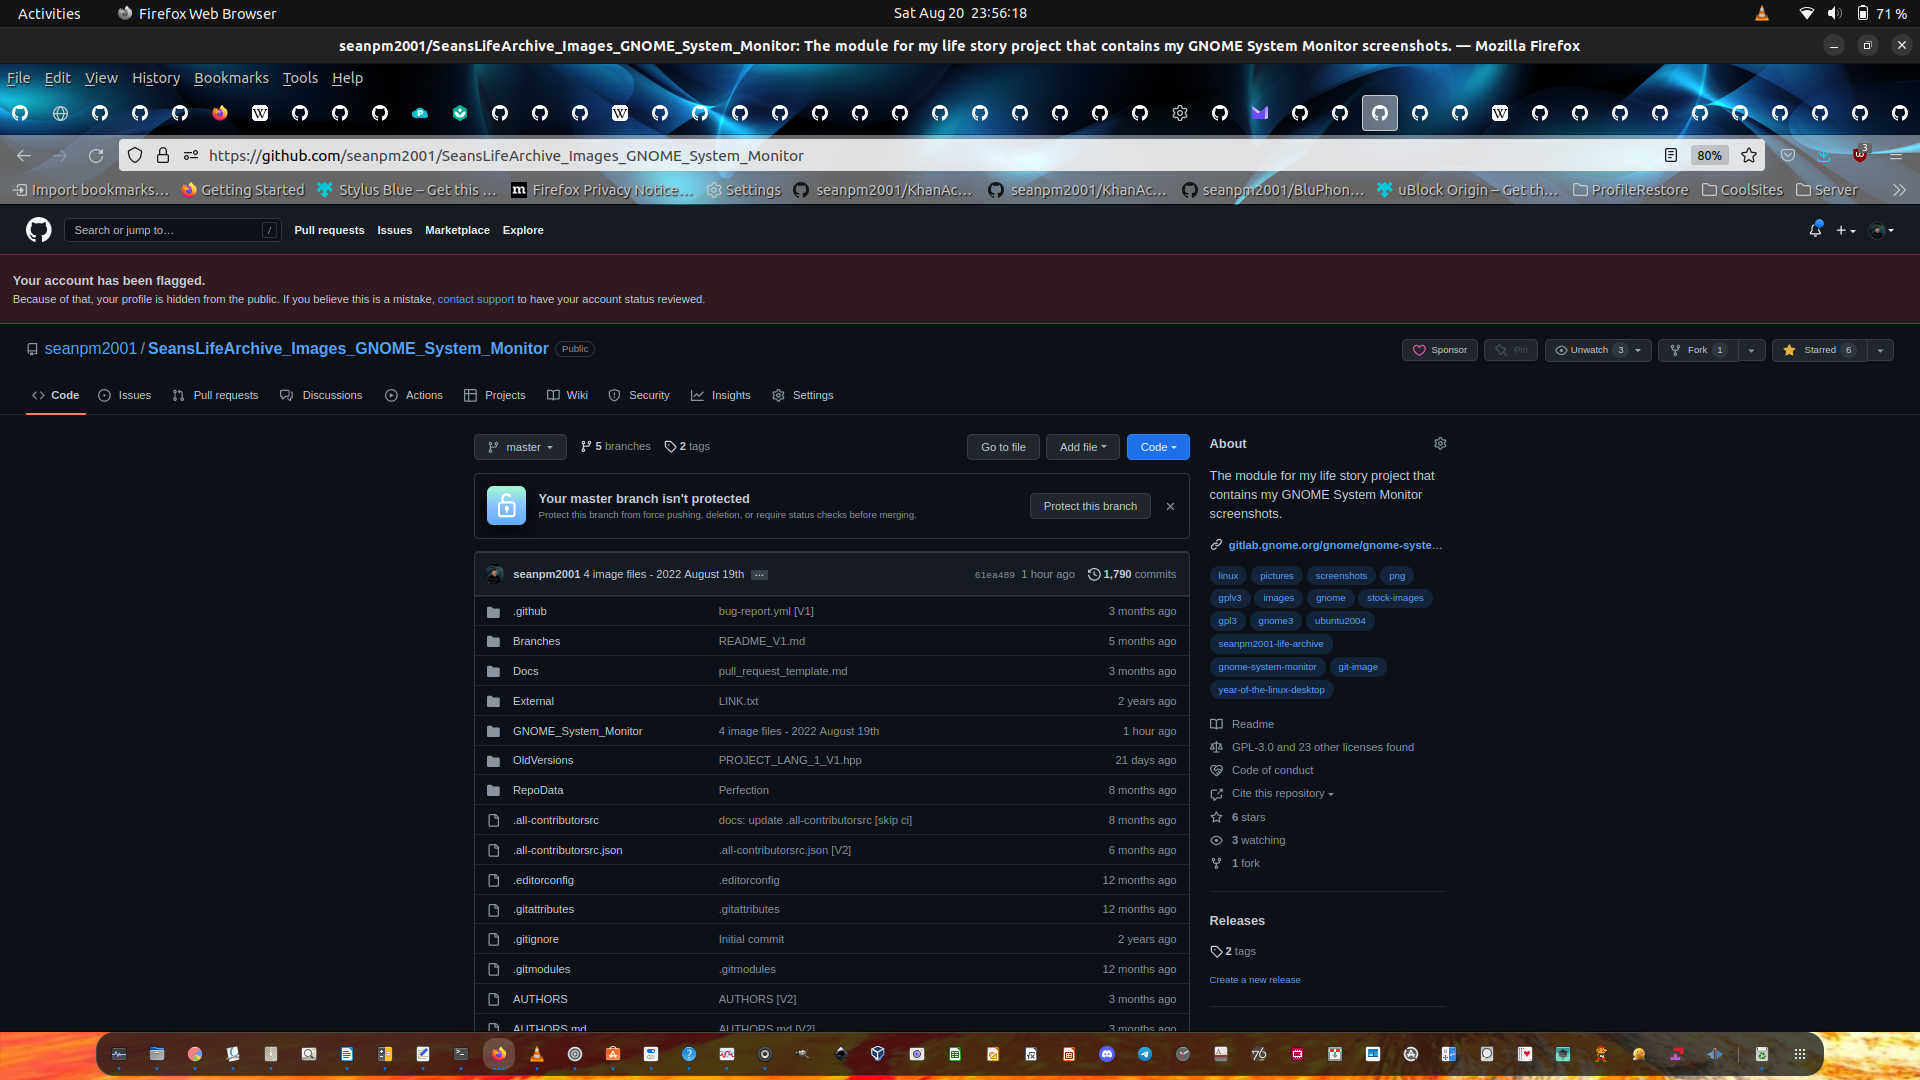 Activities Firefox Web Browser Sat Aug 20 23:56:18 71 %
seanpm2001/SeansLifeArchive_Images_GNOME_System_Monitor: The module for my life story project that contains my GNOME System Monitor screenshots. — Mozilla Firefox
File Edit View History Bookmarks Tools Help
https://github.com/seanpm2001/SeansLifeArchive_Images_GNOME_System_Monitor 80% 3
Import bookmarks… Getting Started Stylus Blue – Get this … Firefox Privacy Notice… Settings seanpm2001/KhanAc… seanpm2001/KhanAc… seanpm2001/BluPhon… uBlock Origin – Get th… ProfileRestore CoolSites Server
Search or jump to… / Pull requests Issues Marketplace Explore
Your account has been flagged.
Because of that, your profile is hidden from the public. If you believe this is a mistake, contact support to have your account status reviewed.
seanpm2001 / SeansLifeArchive_Images_GNOME_System_Monitor Public Sponsor Pin Unwatch 3 Fork 1 Starred 6
Code Issues Pull requests Discussions Actions Projects Wiki Security Insights Settings
master 5 branches 2 tags Go to file Add file Code
Your master branch isn't protected
Protect this branch from force pushing, deletion, or require status checks before merging.
Protect this branch
seanpm2001 4 image files - 2022 August 19th … 61ea489 1 hour ago 1,790 commits
.github bug-report.yml [V1] 3 months ago
Branches README_V1.md 5 months ago
Docs pull_request_template.md 3 months ago
External LINK.txt 2 years ago
GNOME_System_Monitor 4 image files - 2022 August 19th 1 hour ago
OldVersions PROJECT_LANG_1_V1.hpp 21 days ago
RepoData Perfection 8 months ago
.all-contributorsrc docs: update .all-contributorsrc [skip ci] 8 months ago
.all-contributorsrc.json .all-contributorsrc.json [V2] 6 months ago
.editorconfig .editorconfig 12 months ago
.gitattributes .gitattributes 12 months ago
.gitignore Initial commit 2 years ago
.gitmodules .gitmodules 12 months ago
AUTHORS AUTHORS [V2] 3 months ago
AUTHORS.md AUTHORS.md [V2] 3 months ago
About
The module for my life story project that
contains my GNOME System Monitor
screenshots.
gitlab.gnome.org/gnome/gnome-syste…
linux pictures screenshots png
gplv3 images gnome stock-images
gpl3 gnome3 ubuntu2004
seanpm2001-life-archive
gnome-system-monitor git-image
year-of-the-linux-desktop
Readme
GPL-3.0 and 23 other licenses found
Code of conduct
Cite this repository
6 stars
3 watching
1 fork
Releases
2 tags
Create a new release